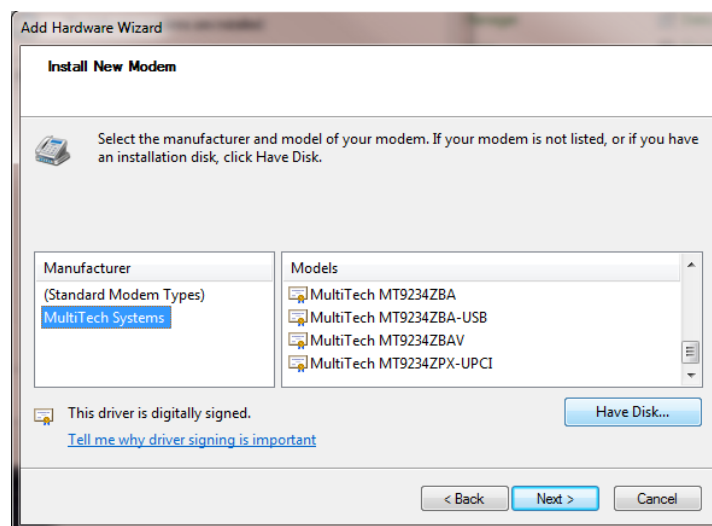 Add Hardware Wizard
Install New Modem
Select the manufacturer and model of your modem. If your modem is not listed, or if you have
an installation disk, click Have Disk.
Manufacturer
(Standard Modem Types)
MultiTech Systems
Models
MultiTech MT9234ZBA
MultiTech MT9234ZBA-USB
MultiTech MT9234ZBAV
MultiTech MT9234ZPX-UPCI
This driver is digitally signed.
Have Disk...
Tell me why driver signing is important
< Back
Next >
Cancel